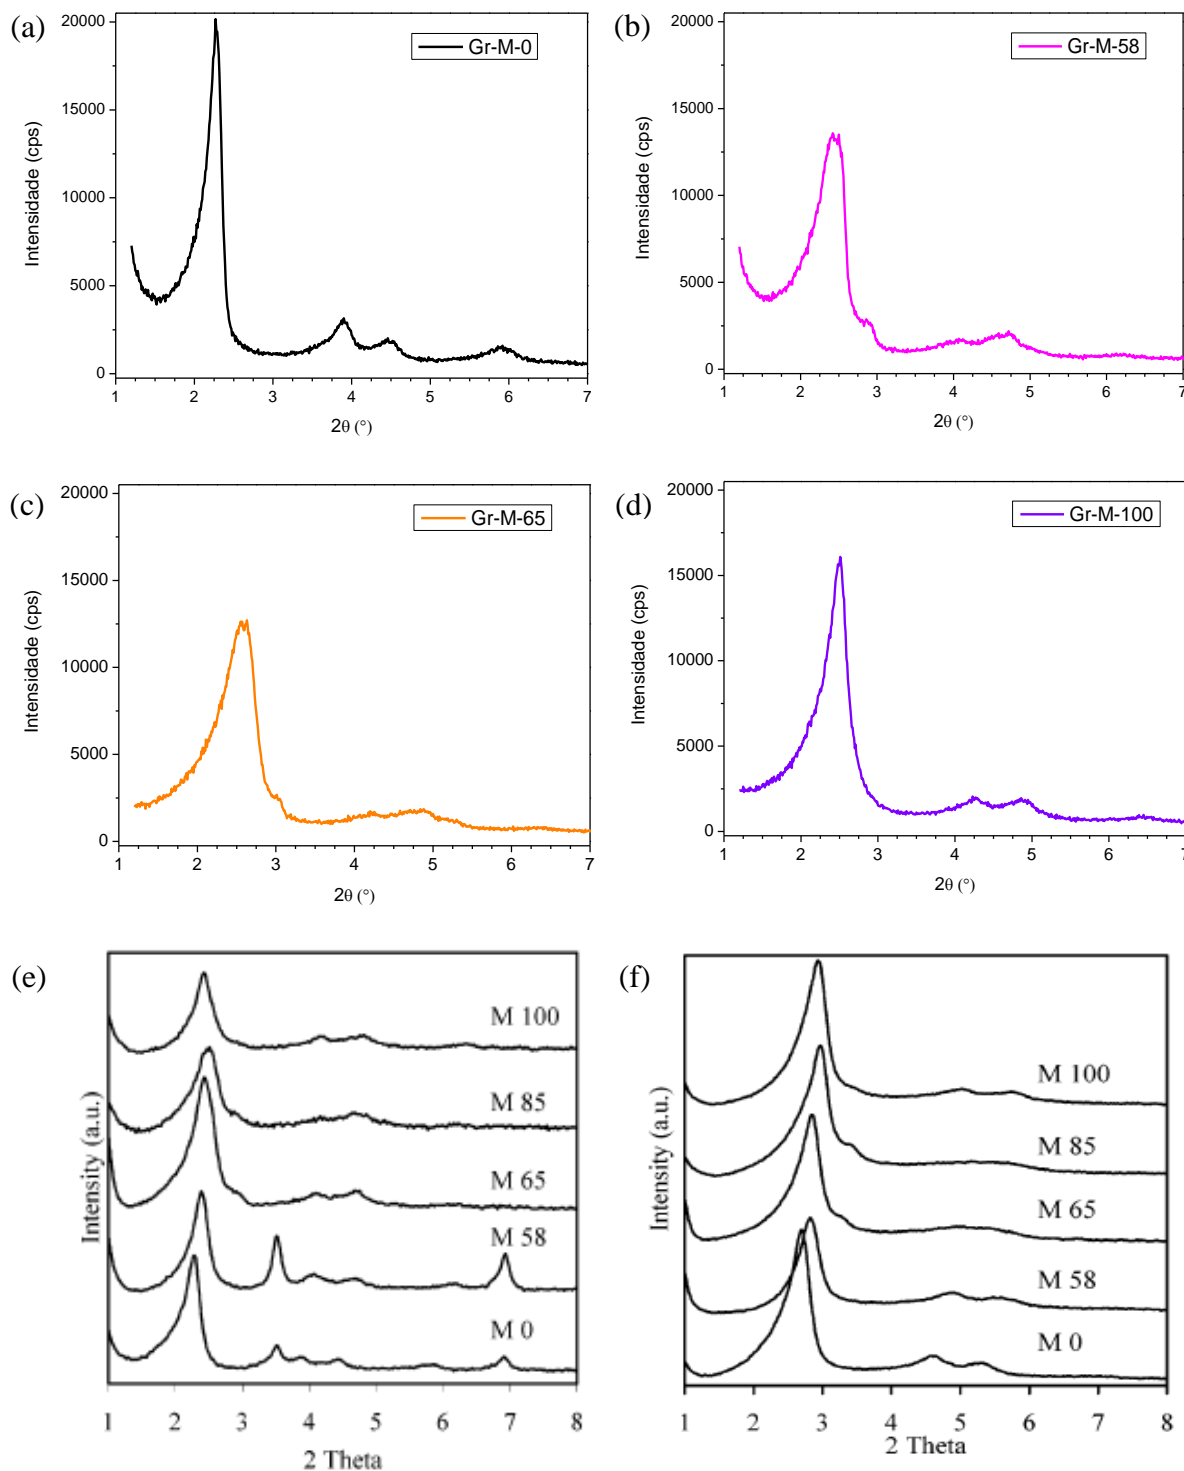 (a)
20000
15000
10000
5000
0
Intensidade (cps)
Gr-M-0
1 2 3 4 5 6 7
2θ (°)
(b)
20000
15000
10000
5000
0
Intensidade (cps)
Gr-M-58
1 2 3 4 5 6 7
2θ (°)
(c)
20000
15000
10000
5000
0
Intensidade (cps)
Gr-M-65
1 2 3 4 5 6 7
2θ (°)
(d)
20000
15000
10000
5000
0
Intensidade (cps)
Gr-M-100
1 2 3 4 5 6 7
2θ (°)
(e)
Intensity (a.u.)
M 100
M 85
M 65
M 58
M 0
1 2 3 4 5 6 7 8
2 Theta
(f)
Intensity (a.u.)
M 100
M 85
M 65
M 58
M 0
1 2 3 4 5 6 7 8
2 Theta